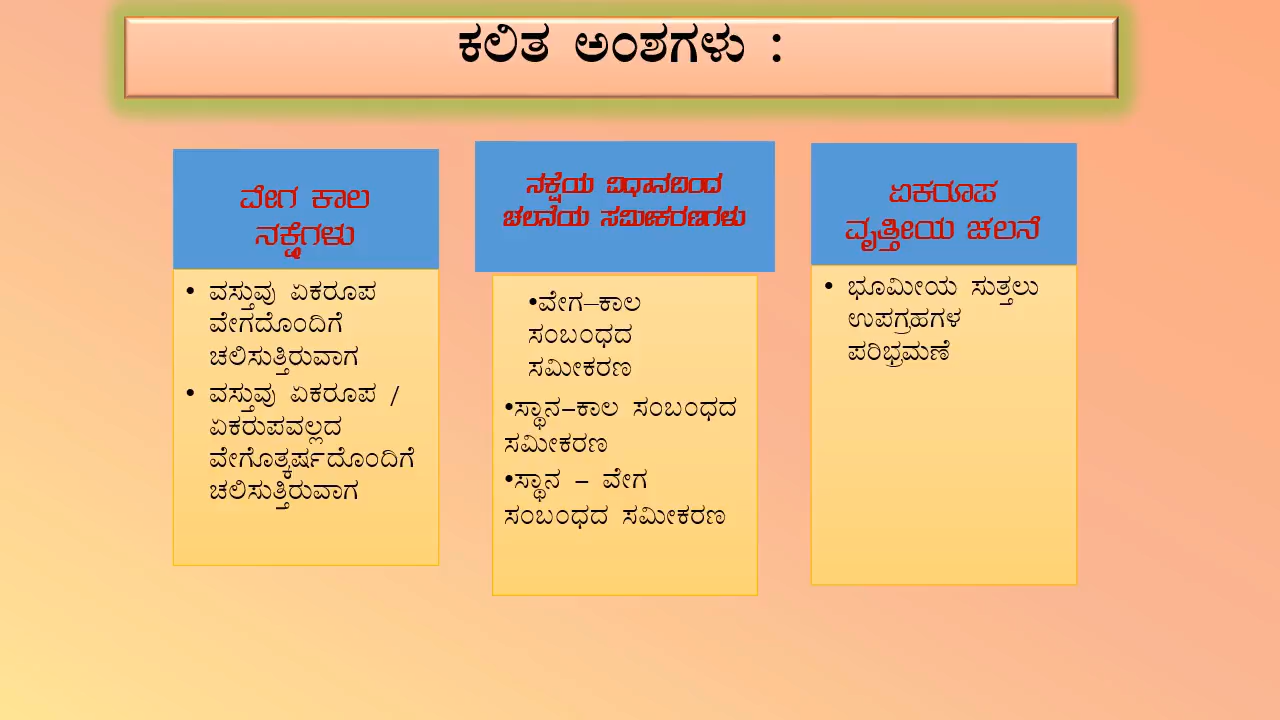 ಕಲಿತ ಅಂಶಗಳು :
ವೇಗ ಕಾಲ
ನಕ್ಷೆಗಳು
• ವಸ್ತುವು ಏಕರೂಪ
ವೇಗದೊಂದಿಗೆ
ಚಲಿಸುತ್ತಿರುವಾಗ
• ವಸ್ತುವು ಏಕರೂಪ /
ಏಕರುಪವಲ್ಲದ
ವೇಗೋತ್ಕರ್ಷದೊಂದಿಗೆ
ಚಲಿಸುತ್ತಿರುವಾಗ
ನಕ್ಷೆಯ ವಿಧಾನದಿಂದ
ಚಲನೆಯ ಸಮೀಕರಣಗಳು
•ವೇಗ–ಕಾಲ
ಸಂಬಂಧದ
ಸಮೀಕರಣ
•ಸ್ಥಾನ–ಕಾಲ ಸಂಬಂಧದ
ಸಮೀಕರಣ
•ಸ್ಥಾನ – ವೇಗ
ಸಂಬಂಧದ ಸಮೀಕರಣ
ಏಕರೂಪ
ವೃತ್ತೀಯ ಚಲನೆ
• ಭೂಮೀಯ ಸುತ್ತಲು
ಉಪಗ್ರಹಗಳ
ಪರಿಭ್ರಮಣೆ